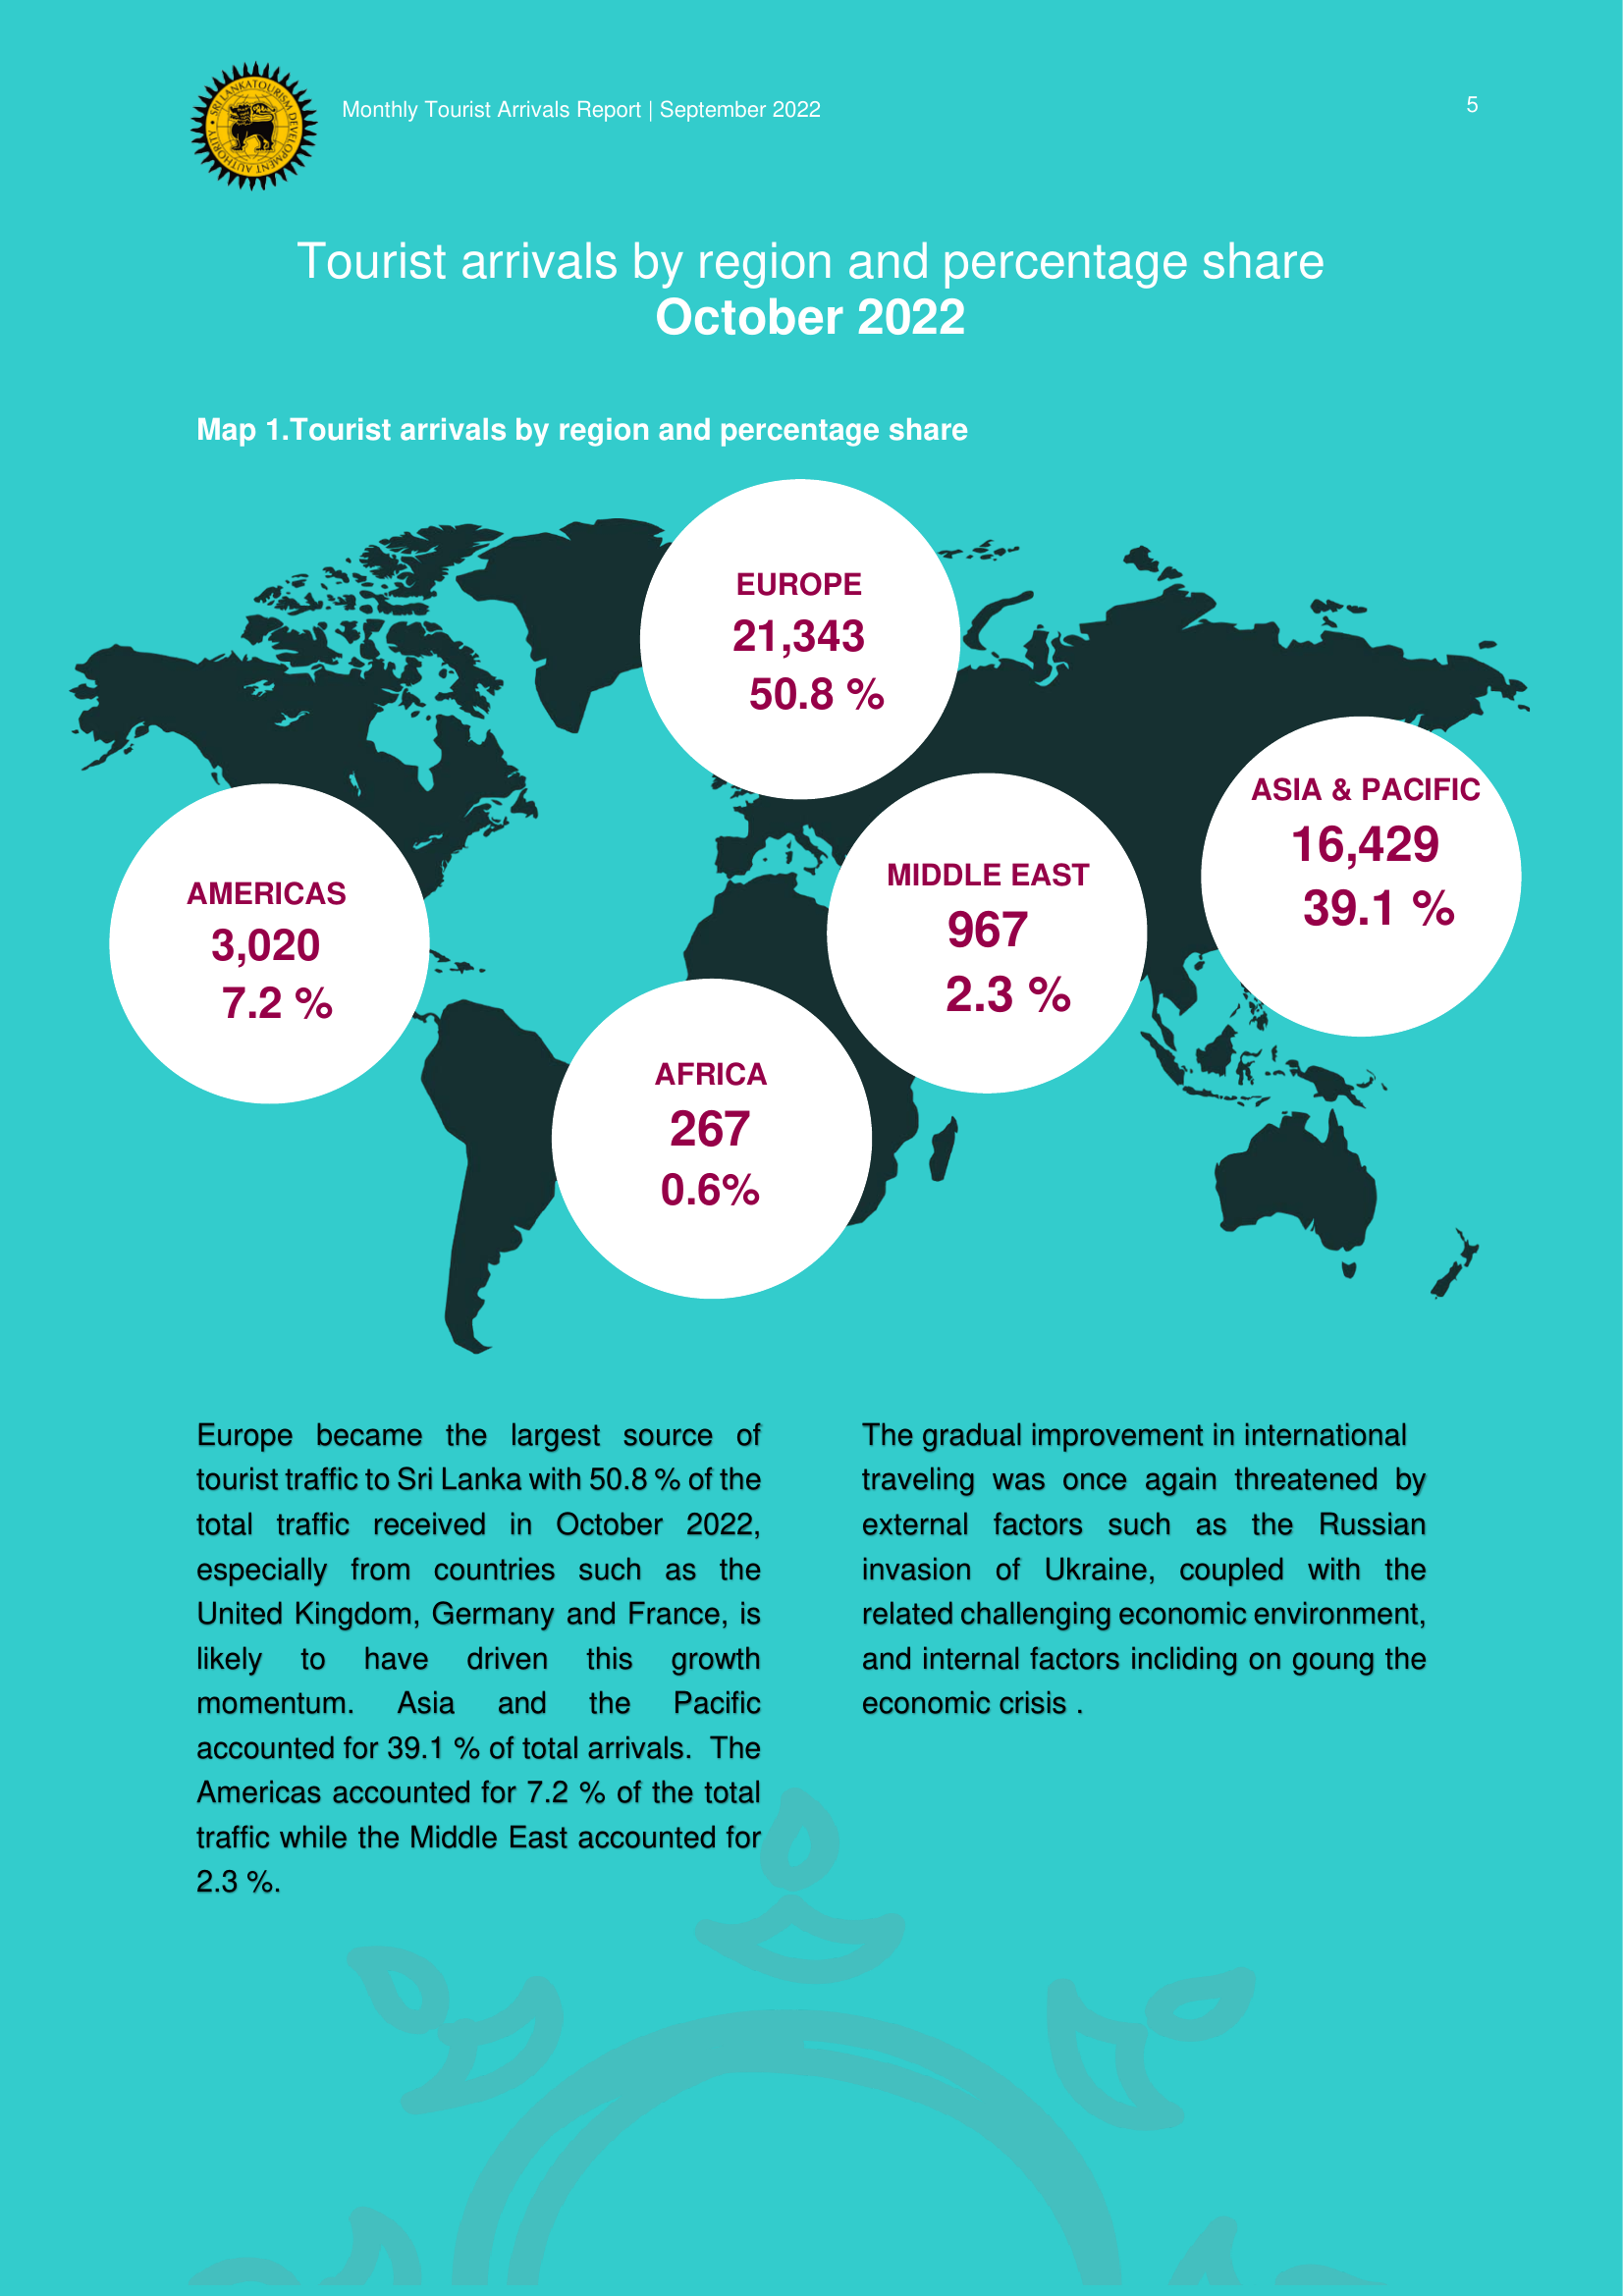 SRI LANKA TOURISM DEVELOPMENT AUTHORITY
Monthly Tourist Arrivals Report | September 2022
5
Tourist arrivals by region and percentage share
October 2022
Map 1.Tourist arrivals by region and percentage share
EUROPE
21,343
50.8 %
ASIA & PACIFIC
16,429
39.1 %
MIDDLE EAST
967
2.3 %
AMERICAS
3,020
7.2 %
AFRICA
267
0.6%
Europe became the largest source of
tourist traffic to Sri Lanka with 50.8 % of the
total traffic received in October 2022,
especially from countries such as the
United Kingdom, Germany and France, is
likely to have driven this growth
momentum. Asia and the Pacific
accounted for 39.1 % of total arrivals. The
Americas accounted for 7.2 % of the total
traffic while the Middle East accounted for
2.3 %.
The gradual improvement in international
traveling was once again threatened by
external factors such as the Russian
invasion of Ukraine, coupled with the
related challenging economic environment,
and internal factors incliding on goung the
economic crisis .